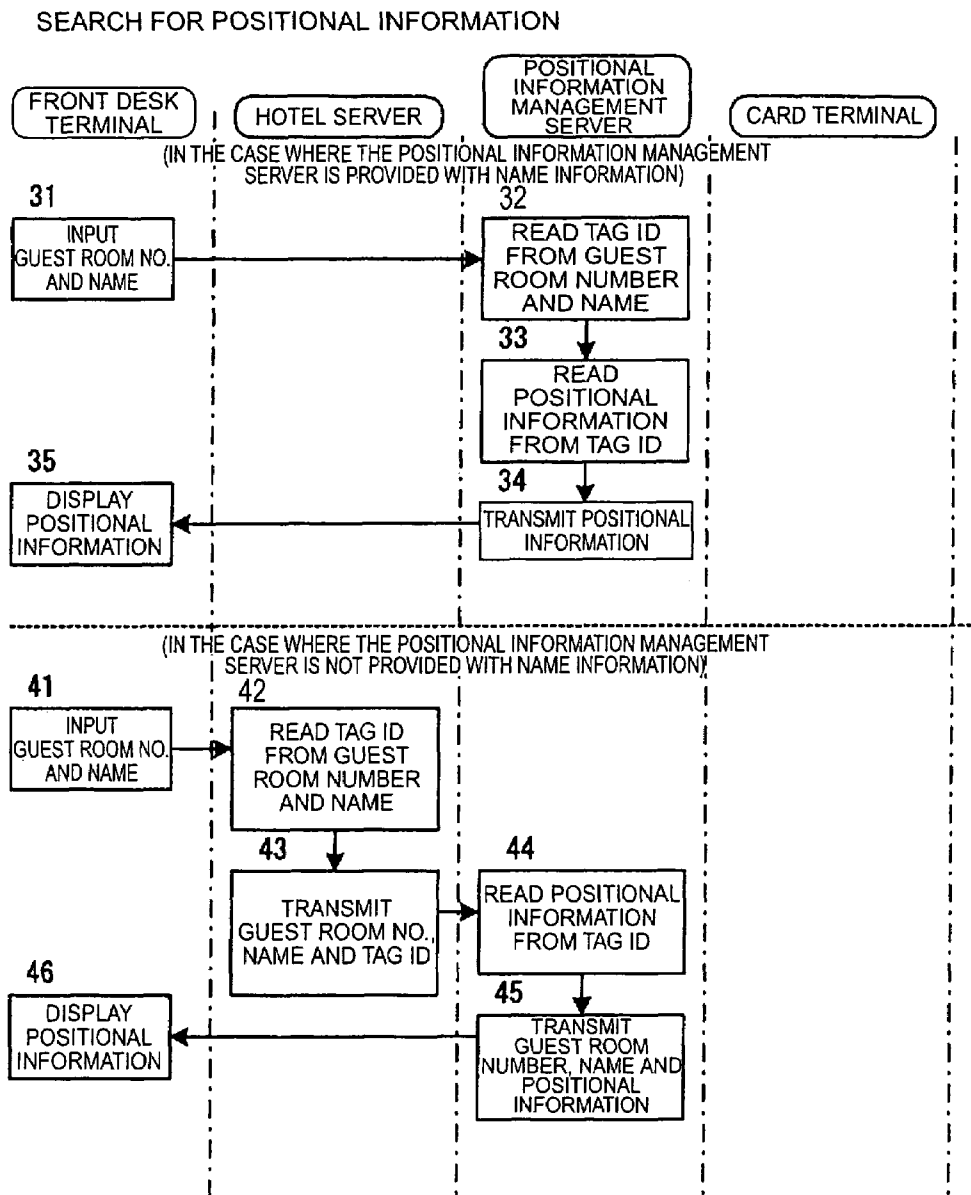 SEARCH FOR POSITIONAL INFORMATION
FRONT DESK
TERMINAL
HOTEL SERVER
POSITIONAL
INFORMATION
MANAGEMENT
SERVER
CARD TERMINAL
(IN THE CASE WHERE THE POSITIONAL INFORMATION MANAGEMENT
SERVER IS PROVIDED WITH NAME INFORMATION)
31
INPUT
GUEST ROOM NO.
AND NAME
32
READ TAG ID
FROM GUEST
ROOM NUMBER
AND NAME
33
READ
POSITIONAL
INFORMATION
FROM TAG ID
34
TRANSMIT POSITIONAL
INFORMATION
35
DISPLAY
POSITIONAL
INFORMATION
(IN THE CASE WHERE THE POSITIONAL INFORMATION MANAGEMENT
SERVER IS NOT PROVIDED WITH NAME INFORMATION)
41
INPUT
GUEST ROOM NO.
AND NAME
42
READ TAG ID
FROM GUEST
ROOM NUMBER
AND NAME
43
TRANSMIT
GUEST ROOM NO.,
NAME AND TAG ID
44
READ POSITIONAL
INFORMATION
FROM TAG ID
45
TRANSMIT
GUEST ROOM
NUMBER, NAME AND
POSITIONAL
INFORMATION
46
DISPLAY
POSITIONAL
INFORMATION